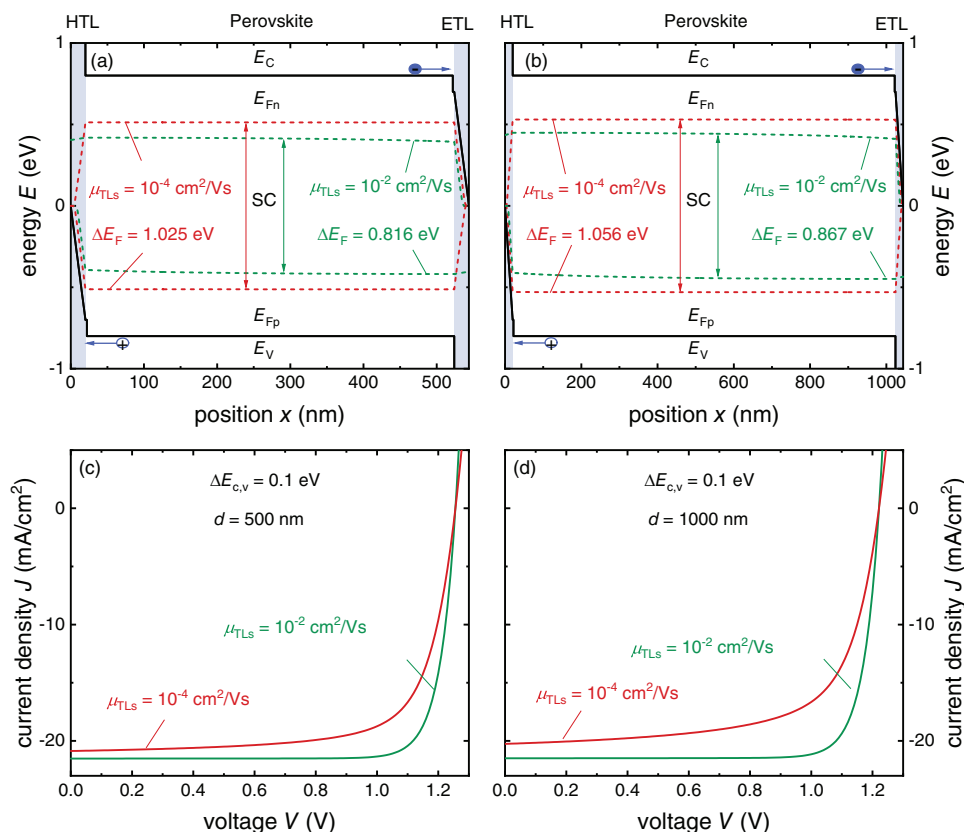 HTL Perovskite ETL HTL Perovskite ETL
(a) E_C
E_Fn
μ_TLs = 10⁻⁴ cm²/Vs SC μ_TLs = 10⁻² cm²/Vs
ΔE_F = 1.025 eV ΔE_F = 0.816 eV
E_Fp
E_V
1
0
-1
energy E (eV)
0 100 200 300 400 500
position x (nm)
(b) E_C
E_Fn
μ_TLs = 10⁻⁴ cm²/Vs SC μ_TLs = 10⁻² cm²/Vs
ΔE_F = 1.056 eV ΔE_F = 0.867 eV
E_Fp
E_V
1
0
-1
energy E (eV)
0 200 400 600 800 1000
position x (nm)
(c)
ΔE_c,v = 0.1 eV
d = 500 nm
μ_TLs = 10⁻² cm²/Vs
μ_TLs = 10⁻⁴ cm²/Vs
0
-10
-20
current density J (mA/cm²)
0.0 0.2 0.4 0.6 0.8 1.0 1.2
voltage V (V)
(d)
ΔE_c,v = 0.1 eV
d = 1000 nm
μ_TLs = 10⁻² cm²/Vs
μ_TLs = 10⁻⁴ cm²/Vs
0
-10
-20
current density J (mA/cm²)
0.0 0.2 0.4 0.6 0.8 1.0 1.2
voltage V (V)